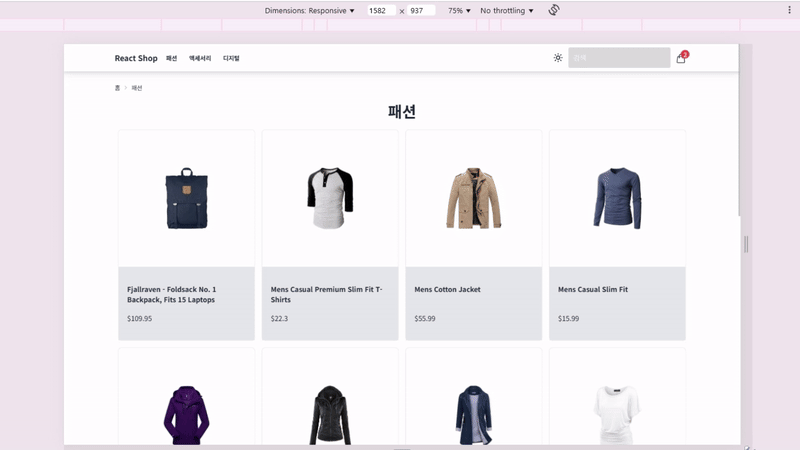 Dimensions: Responsive ▼ 1582 × 937 75% ▼ No throttling ▼
React Shop 패션 액세서리 디지털 검색 2
홈 > 패션
패션
Fjallraven - Foldsack No. 1
Backpack, Fits 15 Laptops
$109.95
Mens Casual Premium Slim Fit T-
Shirts
$22.3
Mens Cotton Jacket
$55.99
Mens Casual Slim Fit
$15.99